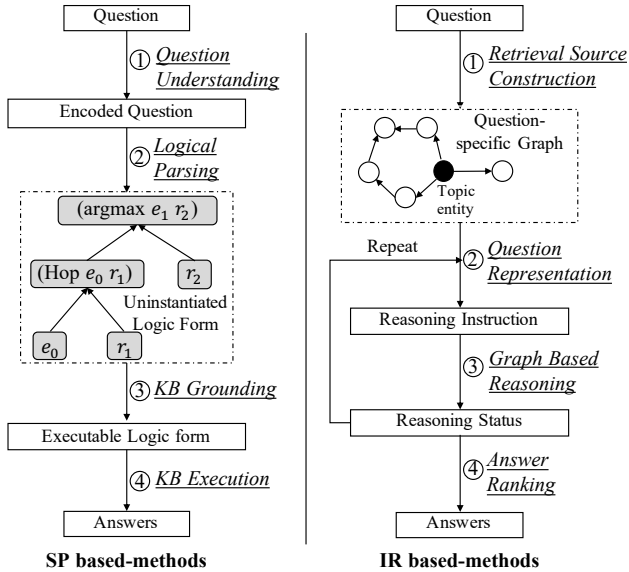 Question
① Question
Understanding
Encoded Question
② Logical
Parsing
(argmax e₁ r₂)
(Hop e₀ r₁)
r₂
Uninstantiated
Logic Form
e₀
r₁
③ KB Grounding
Executable Logic form
④ KB Execution
Answers
SP based-methods
Question
① Retrieval Source
Construction
Question-
specific Graph
Topic
entity
Repeat
② Question
Representation
Reasoning Instruction
③ Graph Based
Reasoning
Reasoning Status
④ Answer
Ranking
Answers
IR based-methods